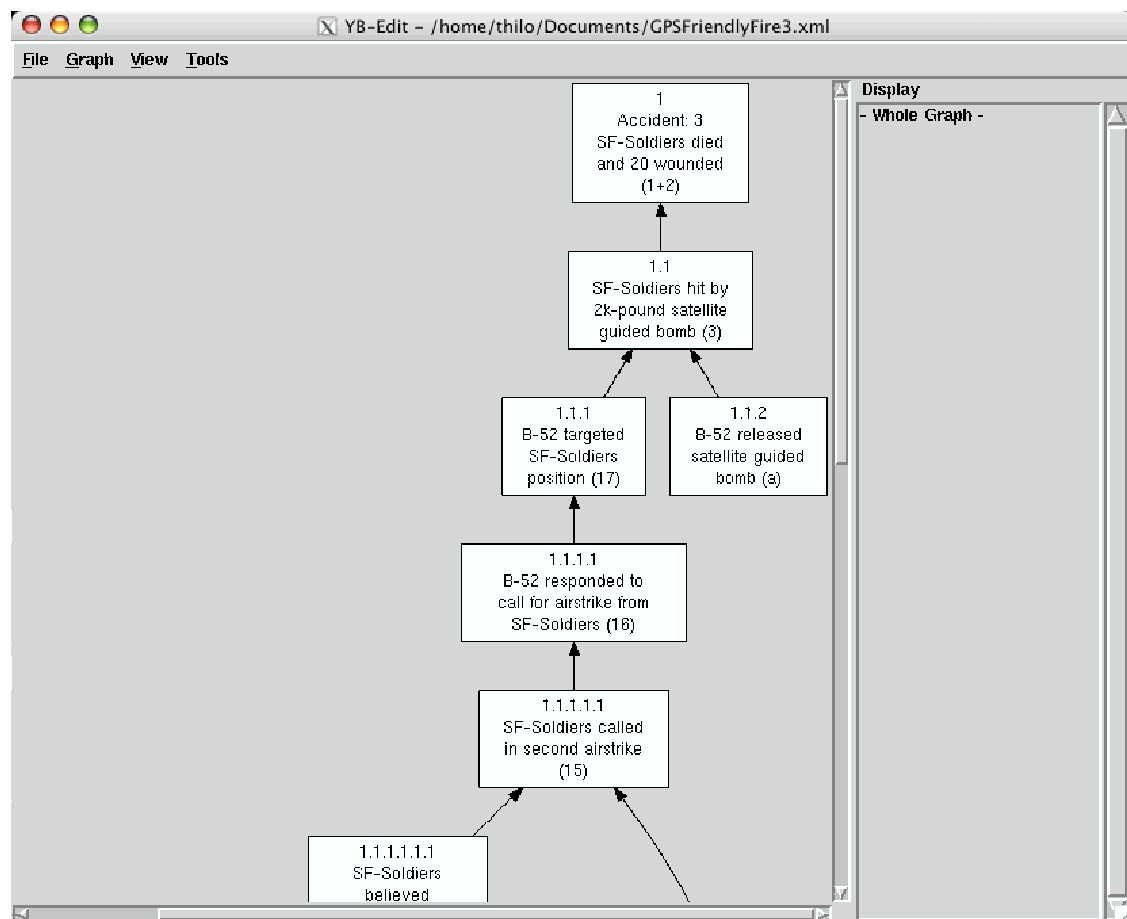 YB-Edit - /home/thilo/Documents/GPSFriendlyFire3.xml
File Graph View Tools
Display
- Whole Graph -
1
Accident: 3
SF-Soldiers died
and 20 wounded
(1+2)
1.1
SF-Soldiers hit by
2k-pound satellite
guided bomb (3)
1.1.1
B-52 targeted
SF-Soldiers
position (17)
1.1.2
B-52 released
satellite guided
bomb (a)
1.1.1.1
B-52 responded to
call for airstrike from
SF-Soldiers (16)
1.1.1.1.1
SF-Soldiers called
in second airstrike
(15)
1.1.1.1.1.1
SF-Soldiers
believed